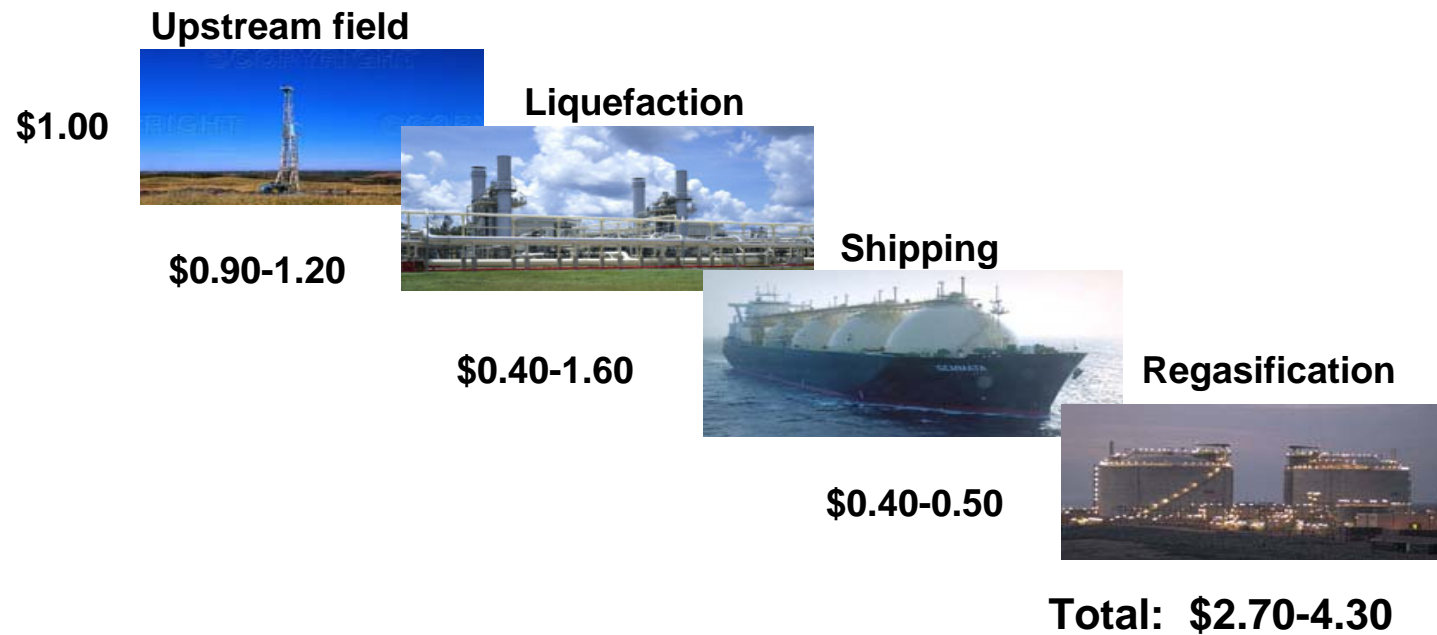 Upstream field
$1.00
Liquefaction
$0.90-1.20
Shipping
$0.40-1.60
GEMMATA
Regasification
$0.40-0.50
Total: $2.70-4.30